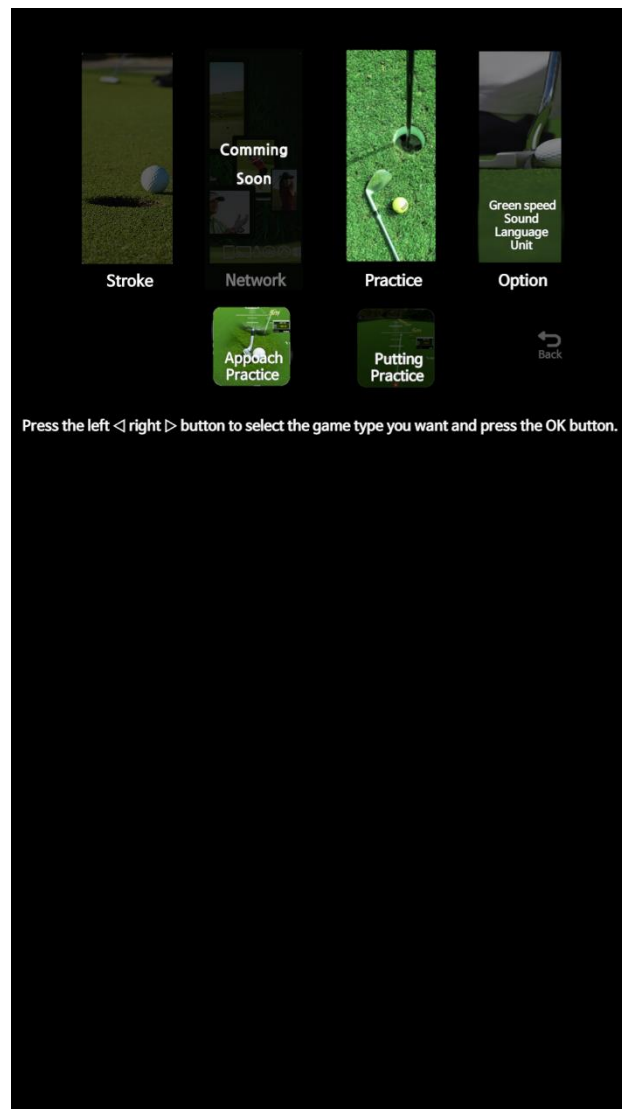 Comming
Soon
Green speed
Sound
Language
Unit
Stroke
Network
Practice
Option
Appoach
Practice
Putting
Practice
Back
Press the left ◁ right ▷ button to select the game type you want and press the OK button.